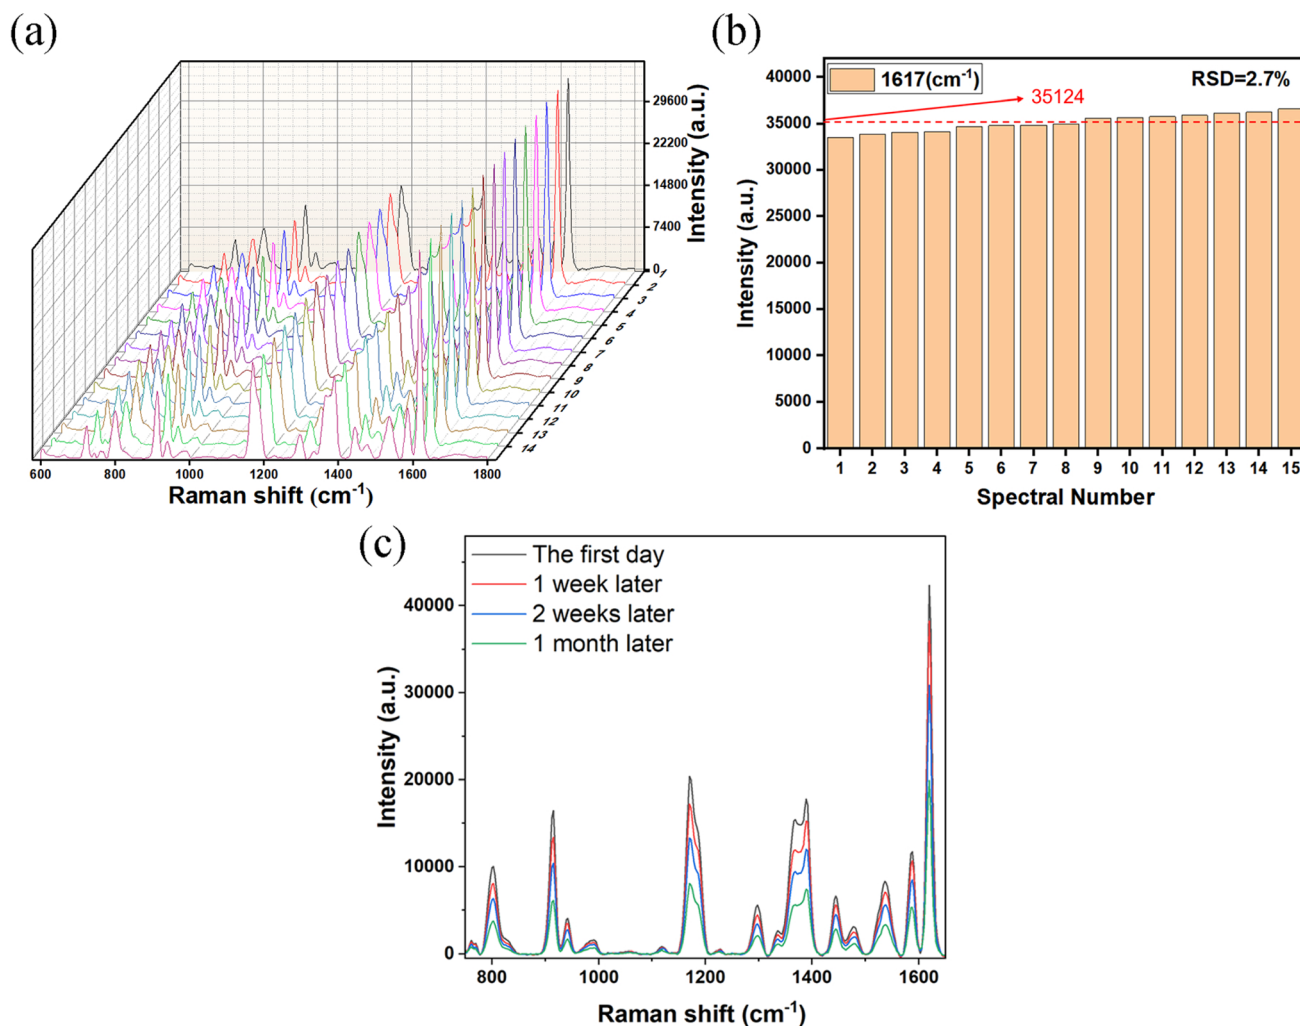 (a)
29600
22200
14800
7400
0
Intensity (a.u.)
1
2
3
4
5
6
7
8
9
10
11
12
13
14
600 800 1000 1200 1400 1600 1800
Raman shift (cm⁻¹)
(b)
1617(cm⁻¹)
RSD=2.7%
35124
40000
35000
30000
25000
20000
15000
10000
5000
0
Intensity (a.u.)
1 2 3 4 5 6 7 8 9 10 11 12 13 14 15
Spectral Number
(c)
The first day
1 week later
2 weeks later
1 month later
40000
30000
20000
10000
0
Intensity (a.u.)
800 1000 1200 1400 1600
Raman shift (cm⁻¹)